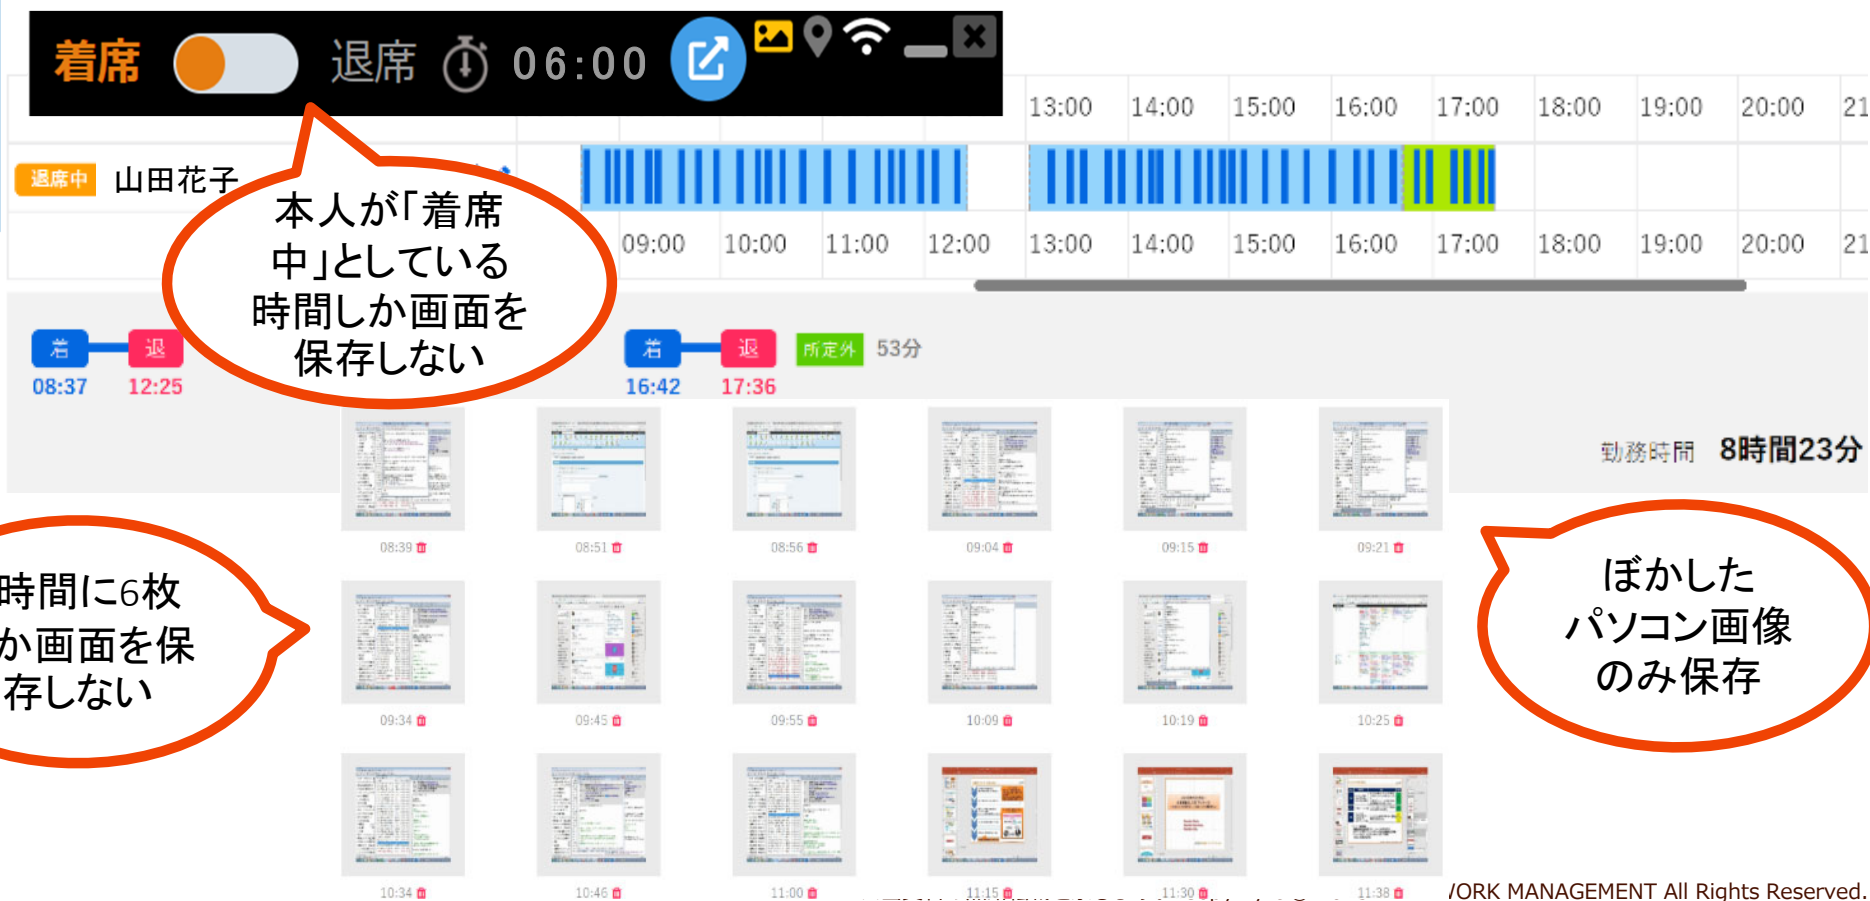 着席 退席 06:00
13:00 14:00 15:00 16:00 17:00 18:00 19:00 20:00 21
退席中 山田花子
本人が「着席
中」としている
時間しか画面を
保存しない
09:00 10:00 11:00 12:00 13:00 14:00 15:00 16:00 17:00 18:00 19:00 20:00 21
着 退 着 退 所定外 53分
08:37 12:25 16:42 17:36
勤務時間 8時間23分
08:39 08:51 08:56 09:04 09:15 09:21
時間に6枚
か画面を保
存しない
ぼかした
パソコン画像
のみ保存
09:34 09:45 09:55 10:09 10:19 10:25
10:34 10:46 11:00 11:15 11:30 11:38
WORK MANAGEMENT All Rights Reserved.